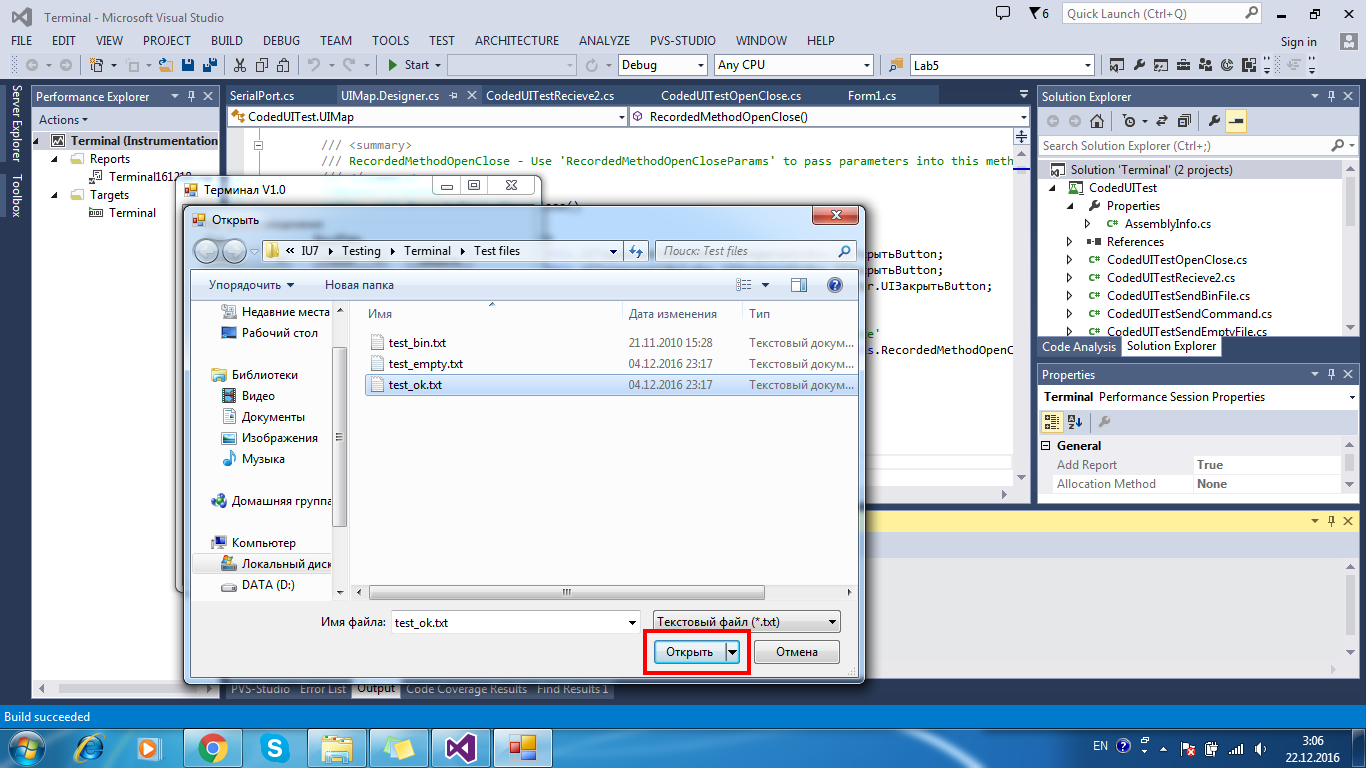 Terminal - Microsoft Visual Studio
6
Quick Launch (Ctrl+Q)
FILE EDIT VIEW PROJECT BUILD DEBUG TEAM TOOLS TEST ARCHITECTURE ANALYZE PVS-STUDIO WINDOW HELP
Sign in
Start
Debug
Any CPU
Lab5
Server Explorer
Toolbox
Performance Explorer
Actions
Terminal (Instrumentation
Reports
Terminal16121
Targets
Terminal
SerialPort.cs UIMap.Designer.cs CodedUITestRecieve2.cs CodedUITestOpenClose.cs Form1.cs
CodedUITest.UIMap
RecordedMethodOpenClose()
/// <summary>
/// RecordedMethodOpenClose - Use 'RecordedMethodOpenCloseParams' to pass parameters into this meth
рытьButton;
рытьButton;
r.UIЗакрытьButton;
s.RecordedMethodOpenC
Терминал V1.0
Открыть
« IU7 Testing Terminal Test files
Поиск: Test files
Упорядочить
Новая папка
Недавние места
Рабочий стол
Библиотеки
Видео
Документы
Изображения
Музыка
Домашняя группа
Компьютер
Локальный диск
DATA (D:)
Имя Дата изменения Тип
test_bin.txt 21.11.2010 15:28 Текстовый докум...
test_empty.txt 04.12.2016 23:17 Текстовый докум...
test_ok.txt 04.12.2016 23:17 Текстовый докум...
Имя файла: test_ok.txt
Текстовый файл (*.txt)
Открыть
Отмена
Solution Explorer
Search Solution Explorer (Ctrl+;)
Solution 'Terminal' (2 projects)
CodedUITest
Properties
AssemblyInfo.cs
References
CodedUITestOpenClose.cs
CodedUITestRecieve2.cs
CodedUITestSendBinFile.cs
CodedUITestSendCommand.cs
CodedUITestSendEmptyFile.cs
Code Analysis Solution Explorer
Properties
Terminal Performance Session Properties
General
Add Report True
Allocation Method None
PVS-Studio Error List Output Code Coverage Results Find Results 1
Build succeeded
EN
3:06
22.12.2016